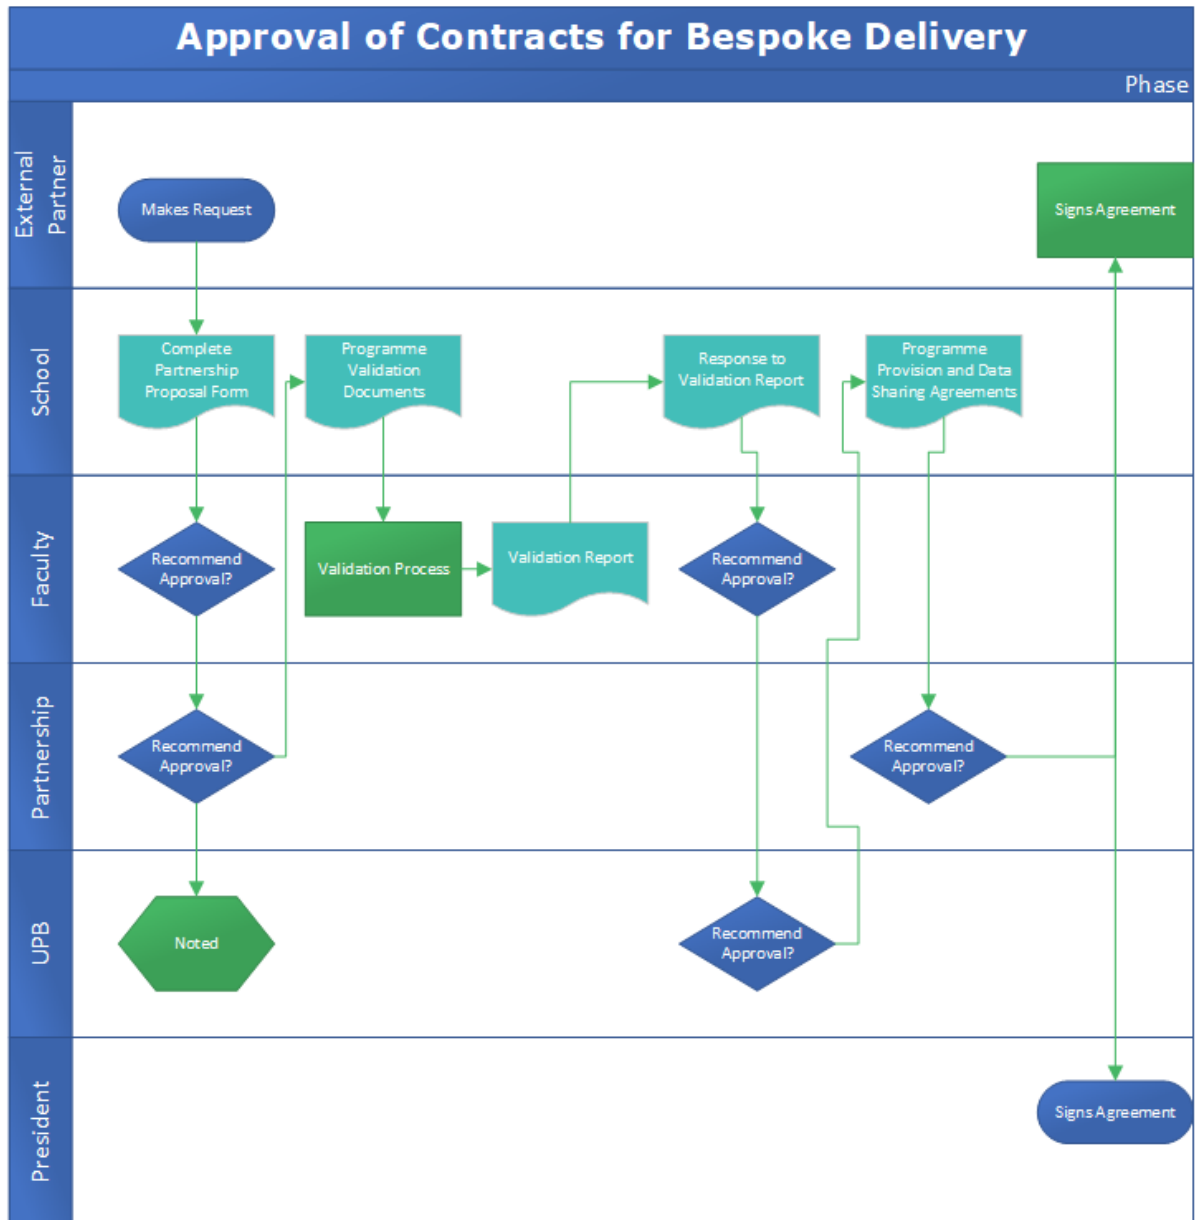 Approval of Contracts for Bespoke Delivery
Phase
External
Partner
Makes Request
Signs Agreement
School
Complete
Partnership
Proposal Form
Programme
Validation
Documents
Response to
Validation Report
Programme
Provision and Data
Sharing Agreements
Faculty
Recommend
Approval?
Validation Process
Validation Report
Recommend
Approval?
Partnership
Recommend
Approval?
Recommend
Approval?
UPB
Noted
Recommend
Approval?
President
Signs Agreement